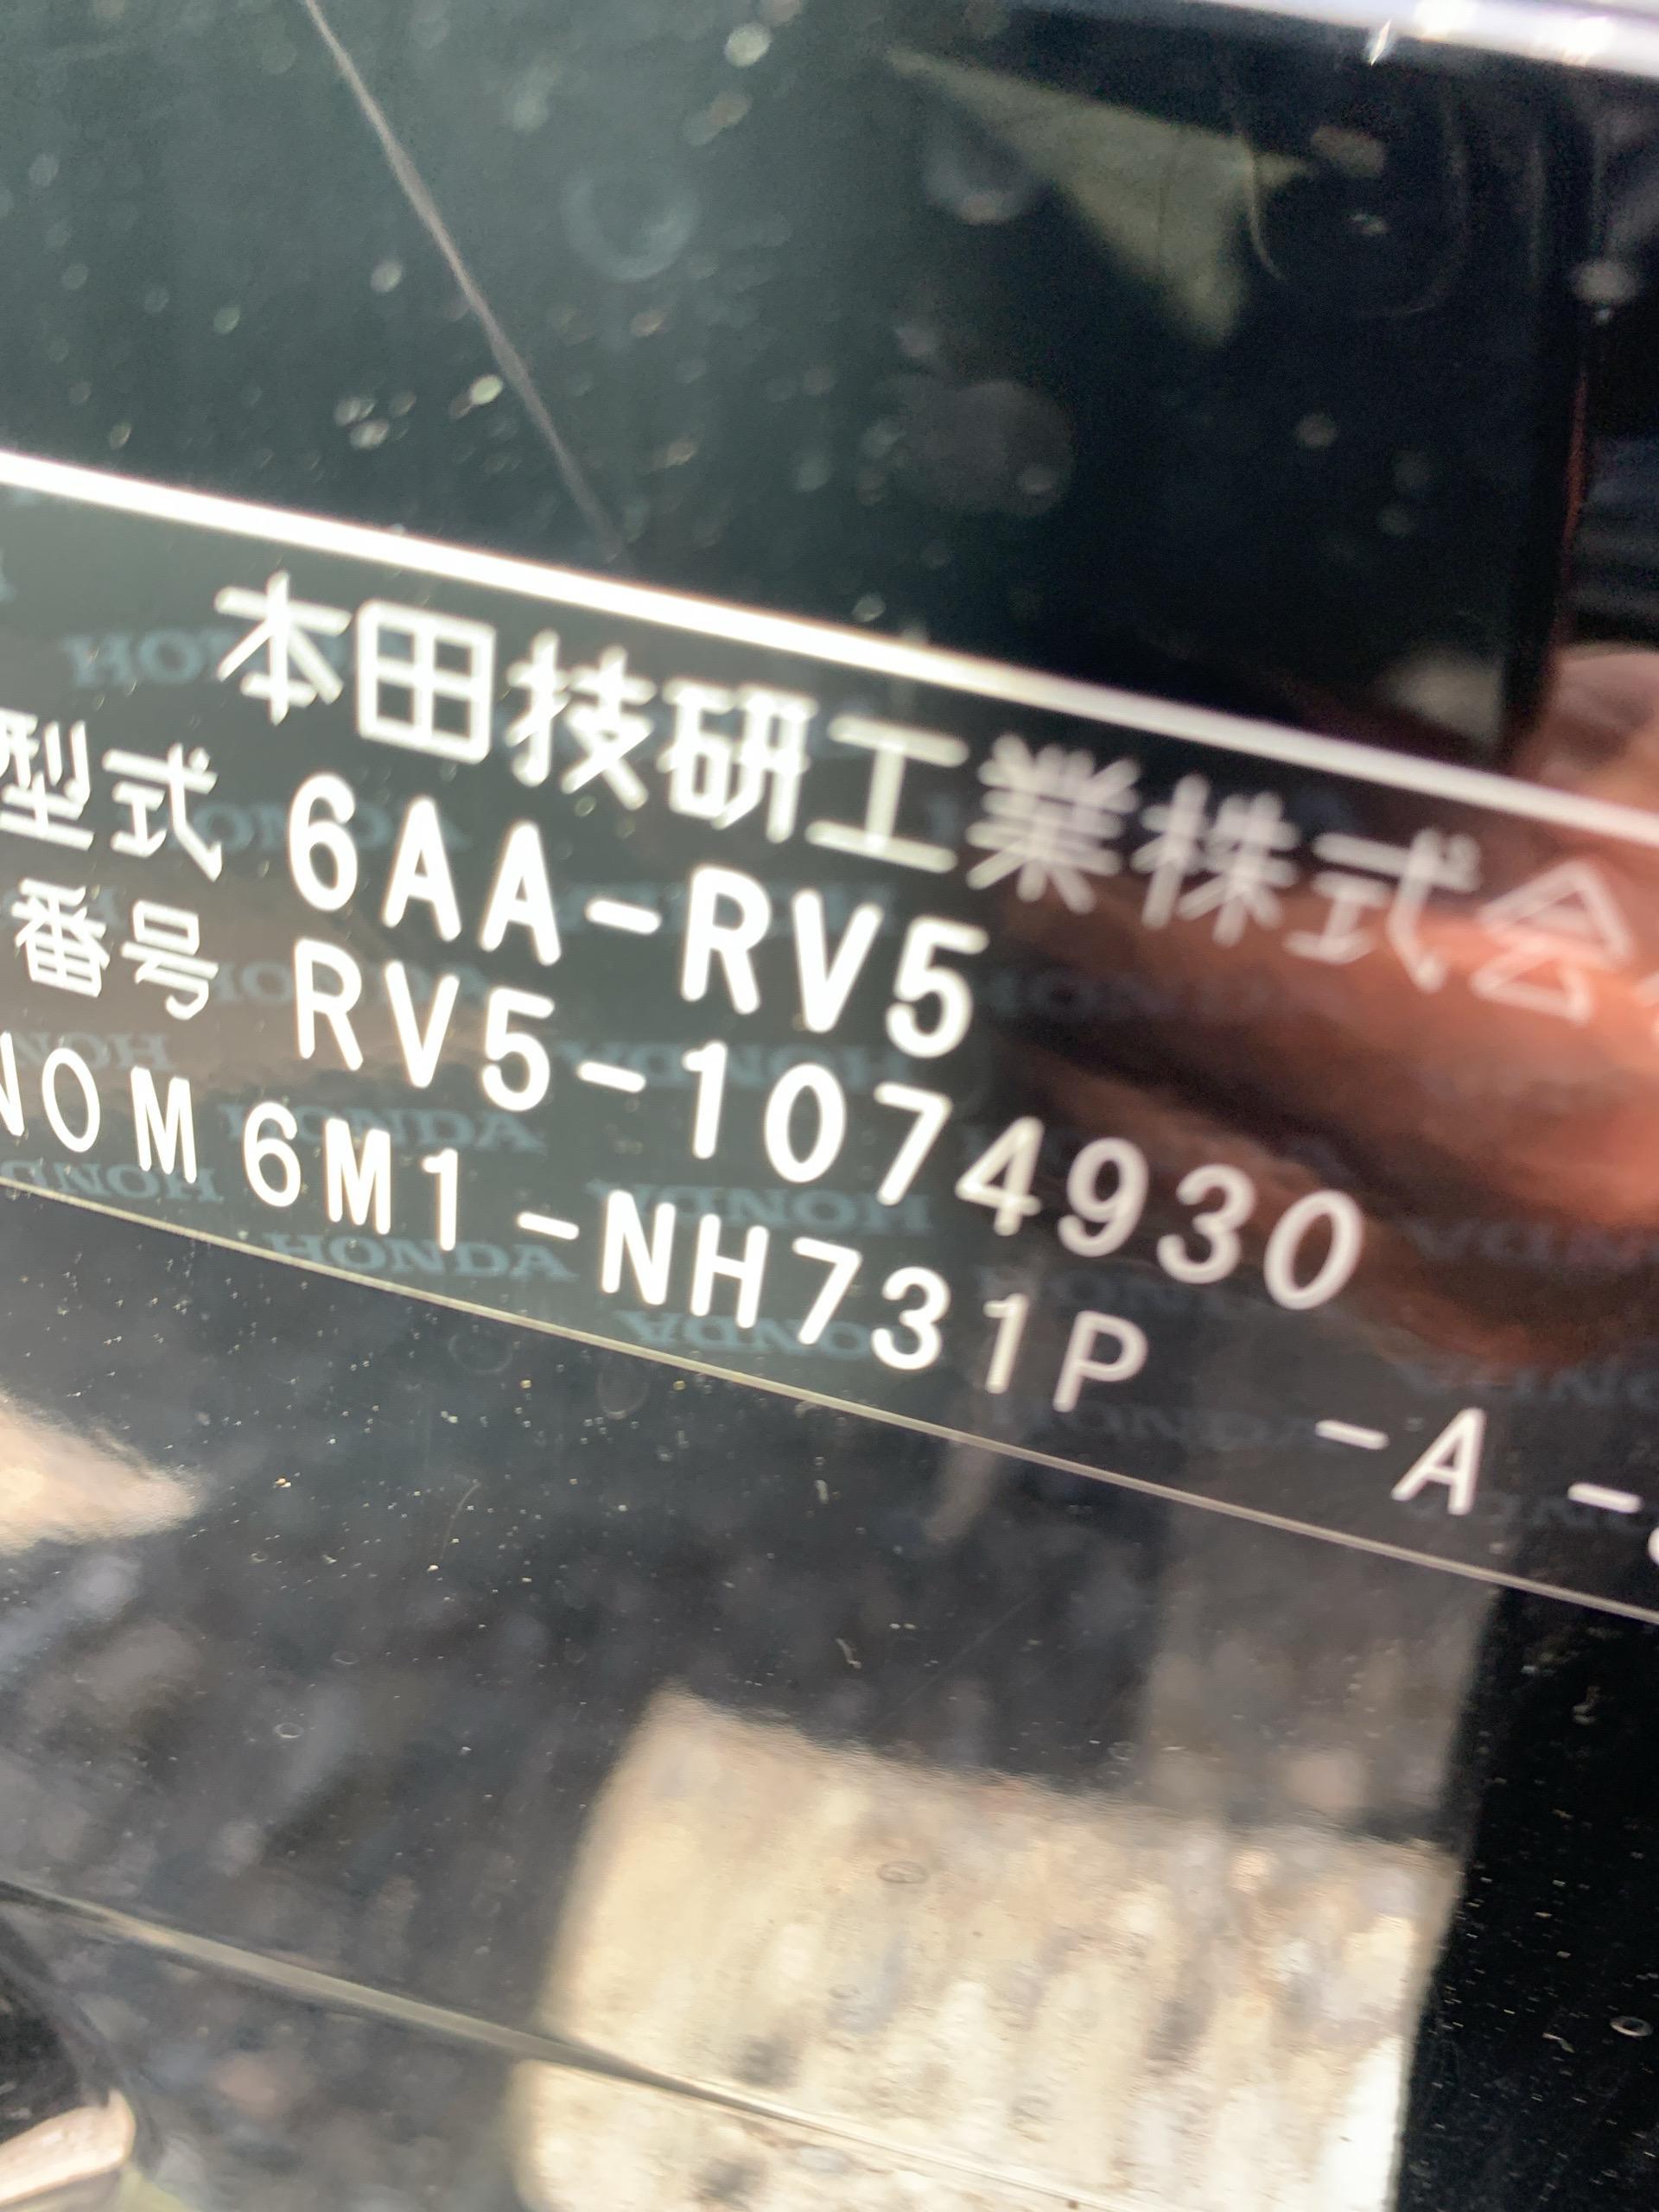 本田技研工業株式会
型式 6AA-RV5
番号 RV5-1074930
NOM 6M1 -NH731P -A -